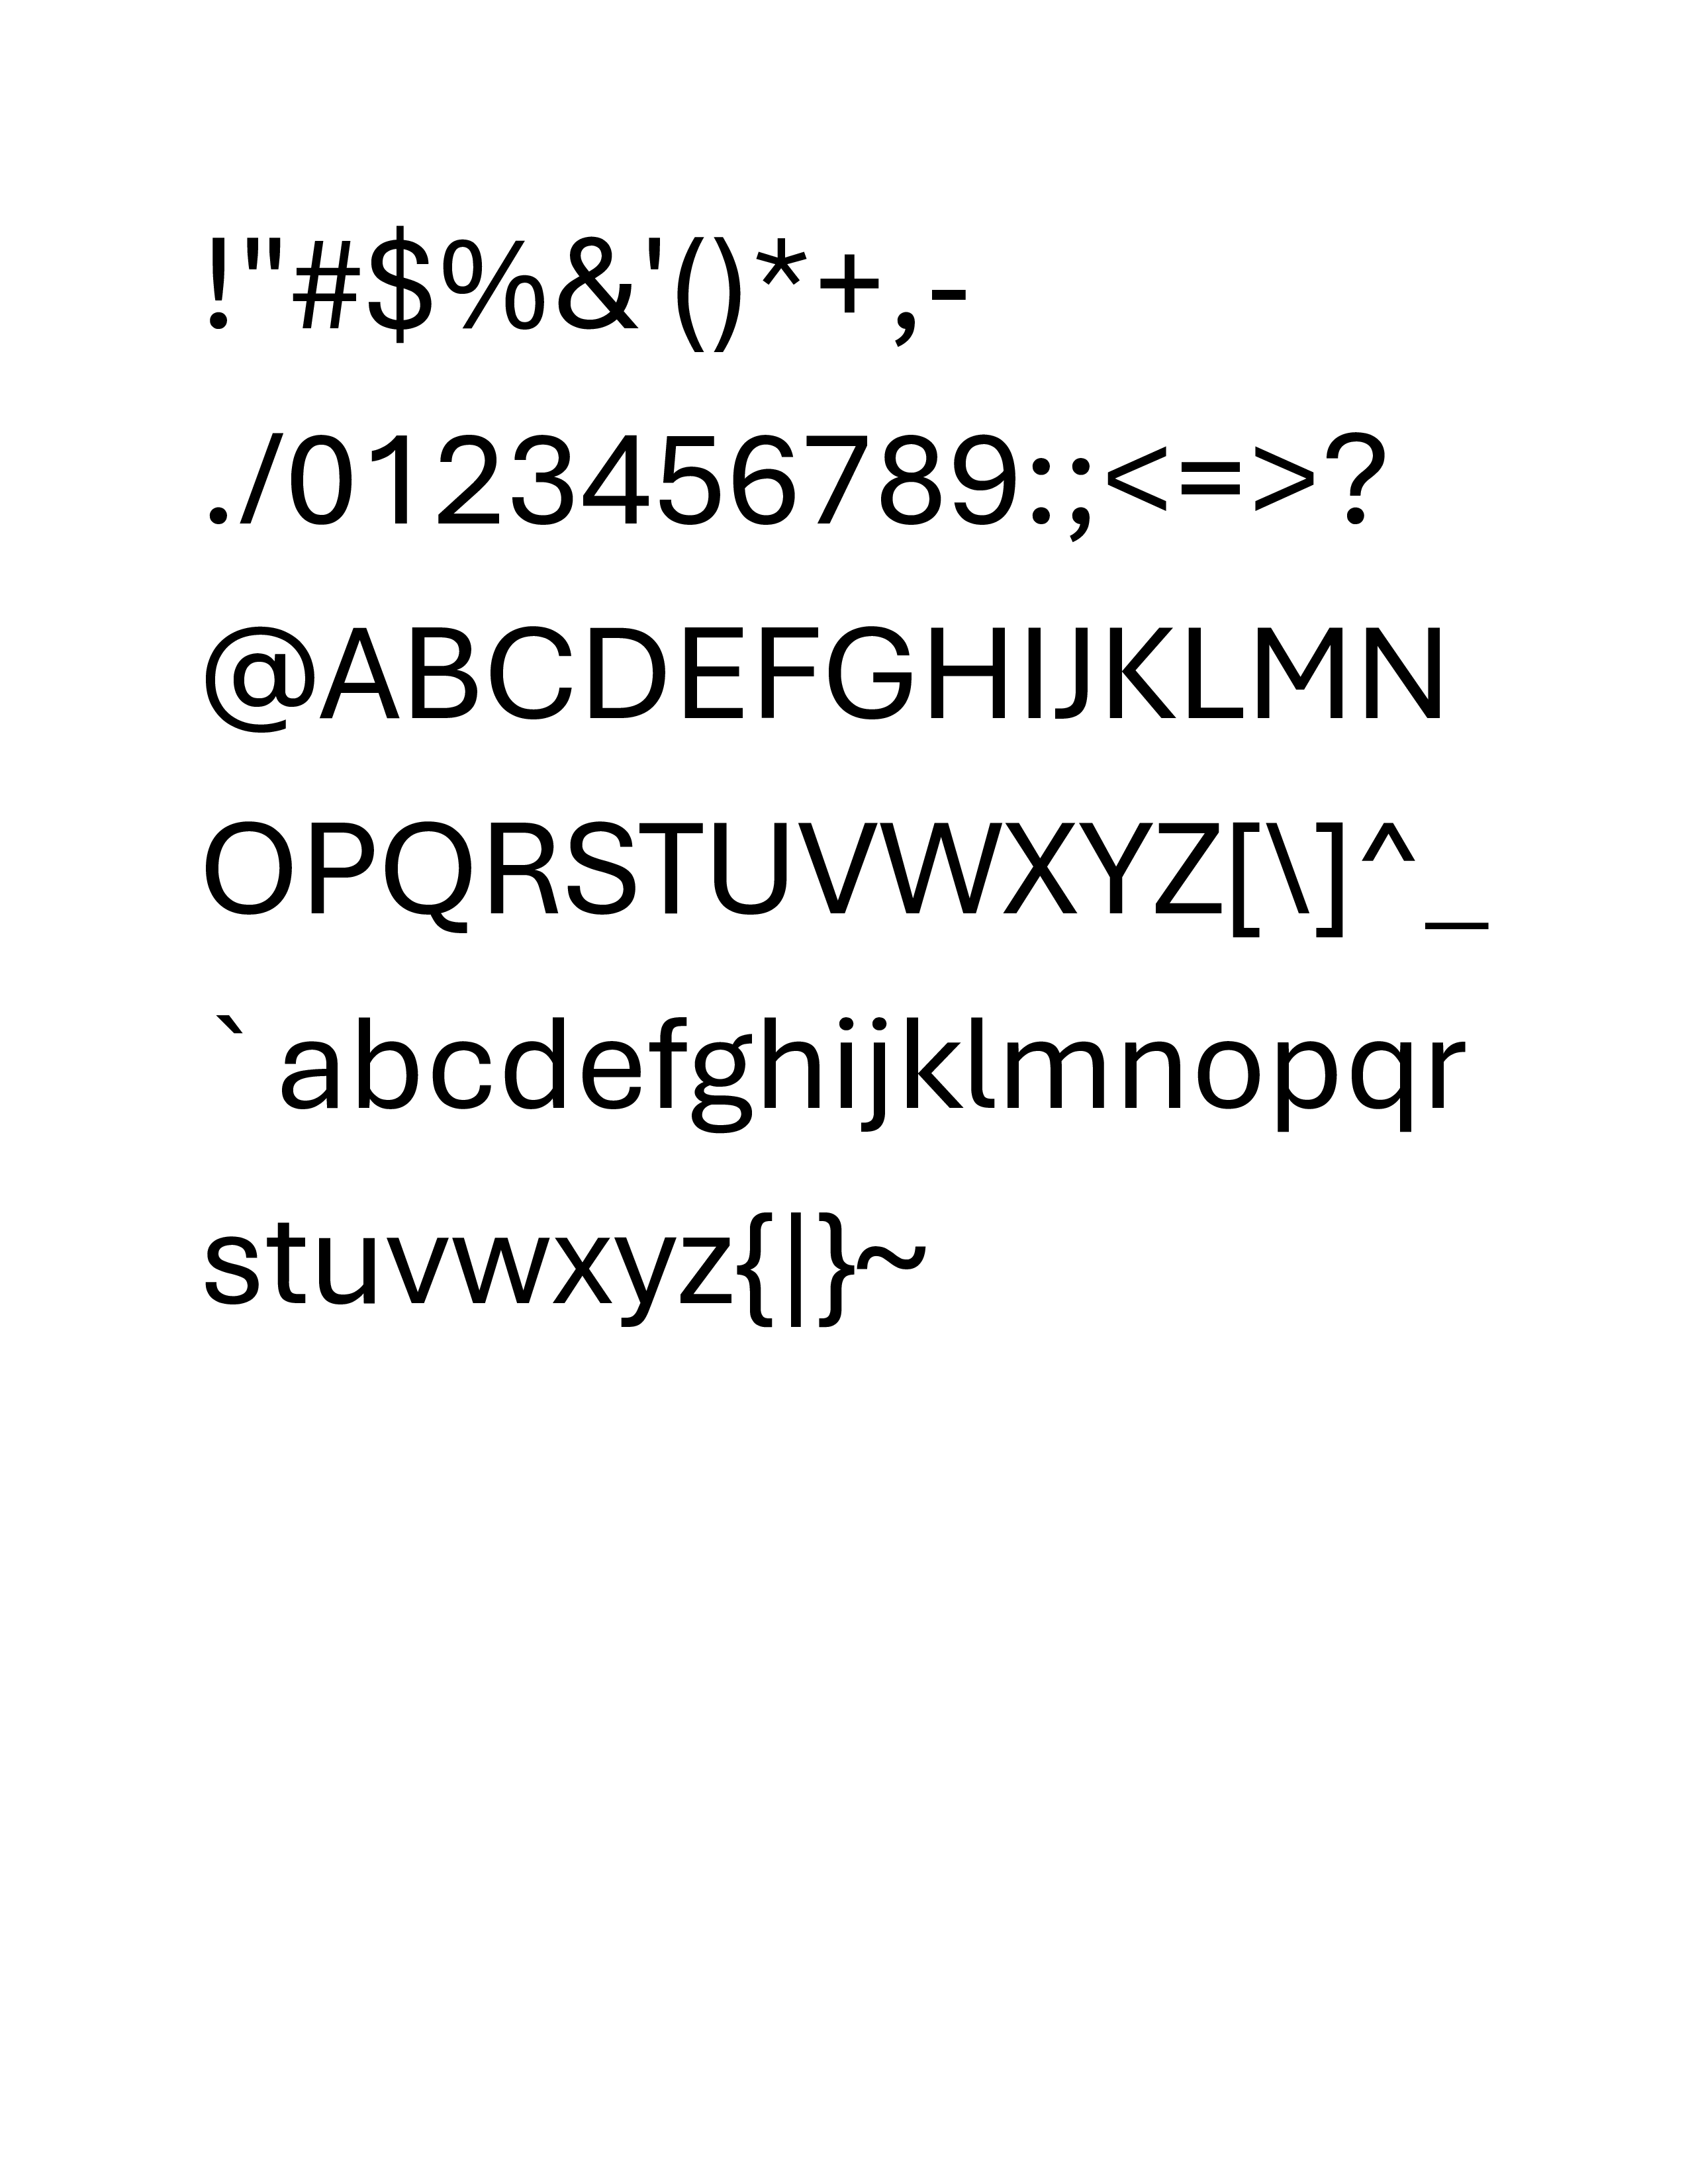 !"#$%&'()*+,-
./0123456789:;<=>?
@ABCDEFGHIJKLMN
OPQRSTUVWXYZ[\]^_
`abcdefghijklmnopqr
stuvwxyz{|}~